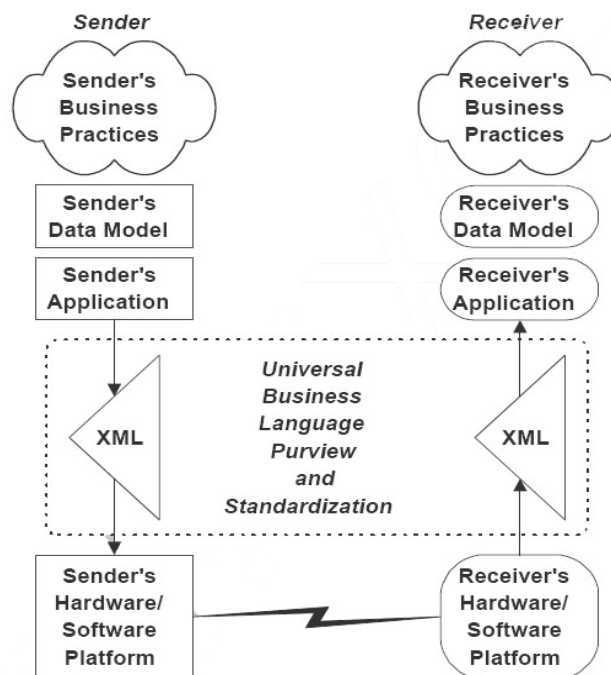 Sender
Sender's
Business
Practices
Sender's
Data Model
Sender's
Application
XML
Sender's
Hardware/
Software
Platform
Universal
Business
Language
Purview
and
Standardization
Receiver
Receiver's
Business
Practices
Receiver's
Data Model
Receiver's
Application
XML
Receiver's
Hardware/
Software
Platform